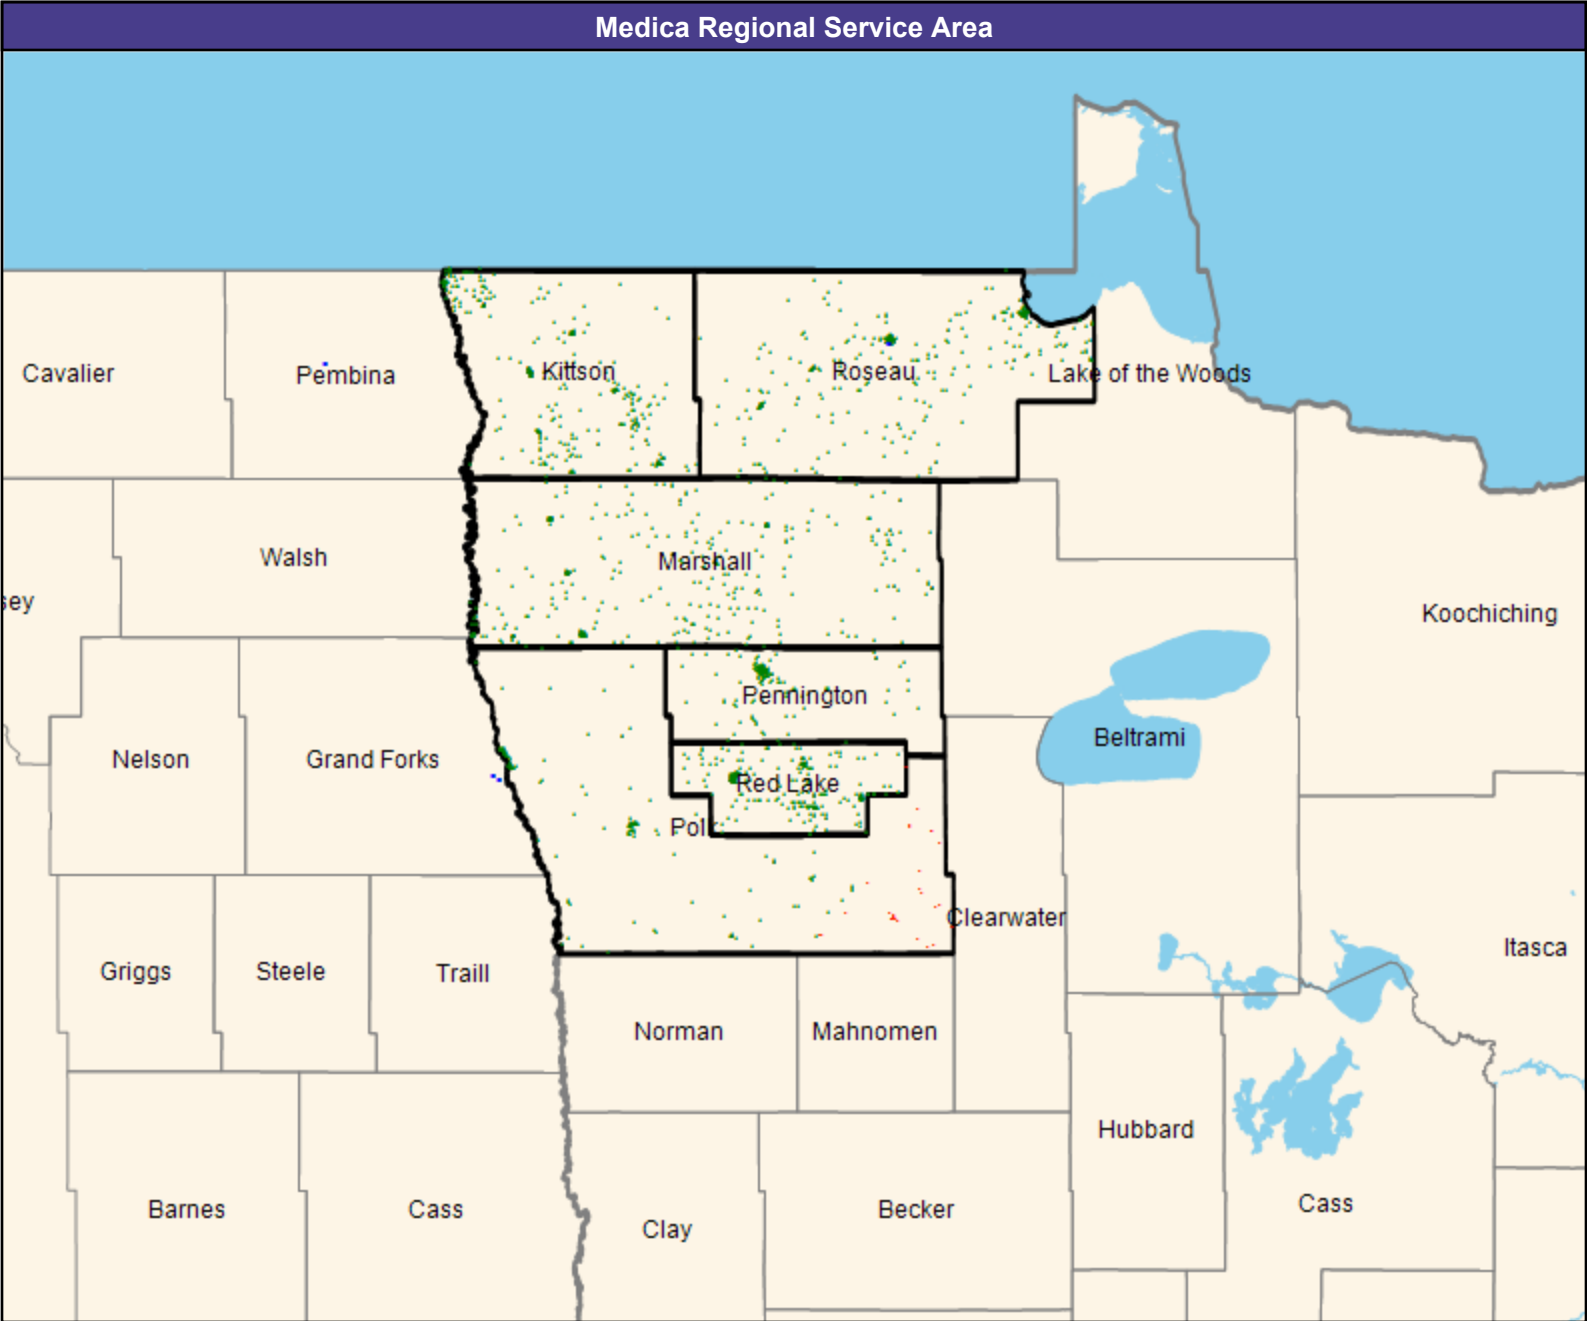 Medica Regional Service Area
Cavalier
Pembina
Kittson
Roseau
Lake of the Woods
Walsh
Marshall
sey
Koochiching
Pennington
Nelson
Grand Forks
Beltrami
Red Lake
Pol
Clearwater
Griggs
Steele
Traill
Itasca
Norman
Mahnomen
Hubbard
Barnes
Cass
Clay
Becker
Cass